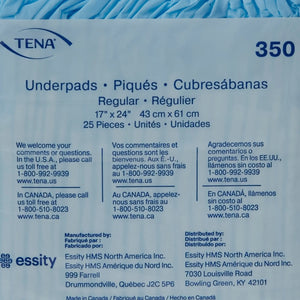 TENA
350
Underpads • Piqués • Cubresábanas
Regular • Régulier
17" x 24" 43 cm x 61 cm
25 Pieces • Unités • Unidades
We welcome your
comments or questions.
In the U.S.A., please call
us toll free at
1-800-992-9939
www.tena.us
In CANADA, please call
us toll free at
1-800-510-8023
www.tena.ca
Vos commentaires et
questions sont les
bienvenus. Aux É.-U.,
appelez-nous sans frais au
1-800-992-9939
www.tena.us
Au CANADA, appelez-
nous sans frais au
1-800-510-8023
www.tena.ca
Agradecemos sus
comentarios o
preguntas. En los EE.UU.,
llámenos sin costo al
1-800-992-9939
www.tena.us
En CANADÁ, llámenos
sin costo al
1-800-510-8023
www.tena.ca
essity
Manufactured by:
Fabriqué par :
Fabricado por:
Essity HMS North America Inc.
Essity HMS Amérique du Nord Inc.
1999 Farrell
Drummondville, Québec J2C 5P6
Made in Canada / Fabriqué au Canada / Hecho en Canadá
Distributed by:
Distribué par :
Distribuido por:
Essity HMS North America Inc.
Essity HMS Amérique du Nord Inc.
7030 Louisville Road
Bowling Green, KY 42101